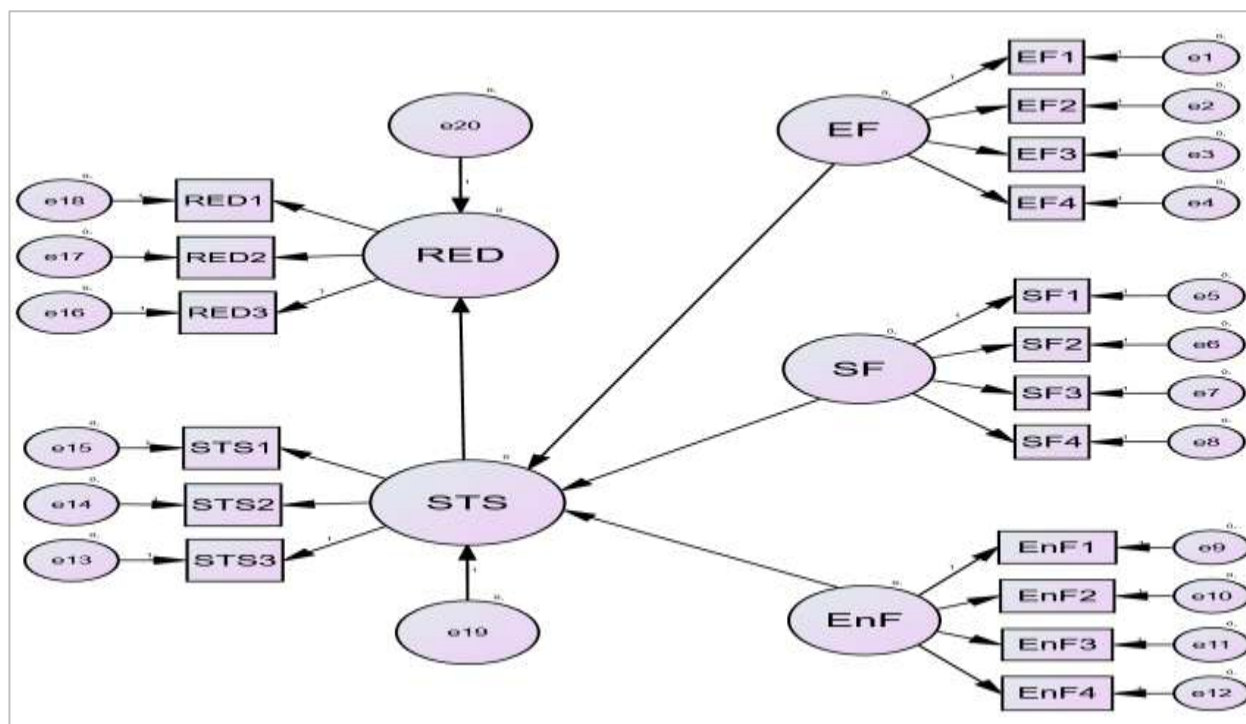 e20
RED
e18
RED1
e17
RED2
e16
RED3
e15
STS1
e14
STS2
e13
STS3
STS
e19
EF
EF1
e1
EF2
e2
EF3
e3
EF4
e4
SF
SF1
e5
SF2
e6
SF3
e7
SF4
e8
EnF
EnF1
e9
EnF2
e10
EnF3
e11
EnF4
e12